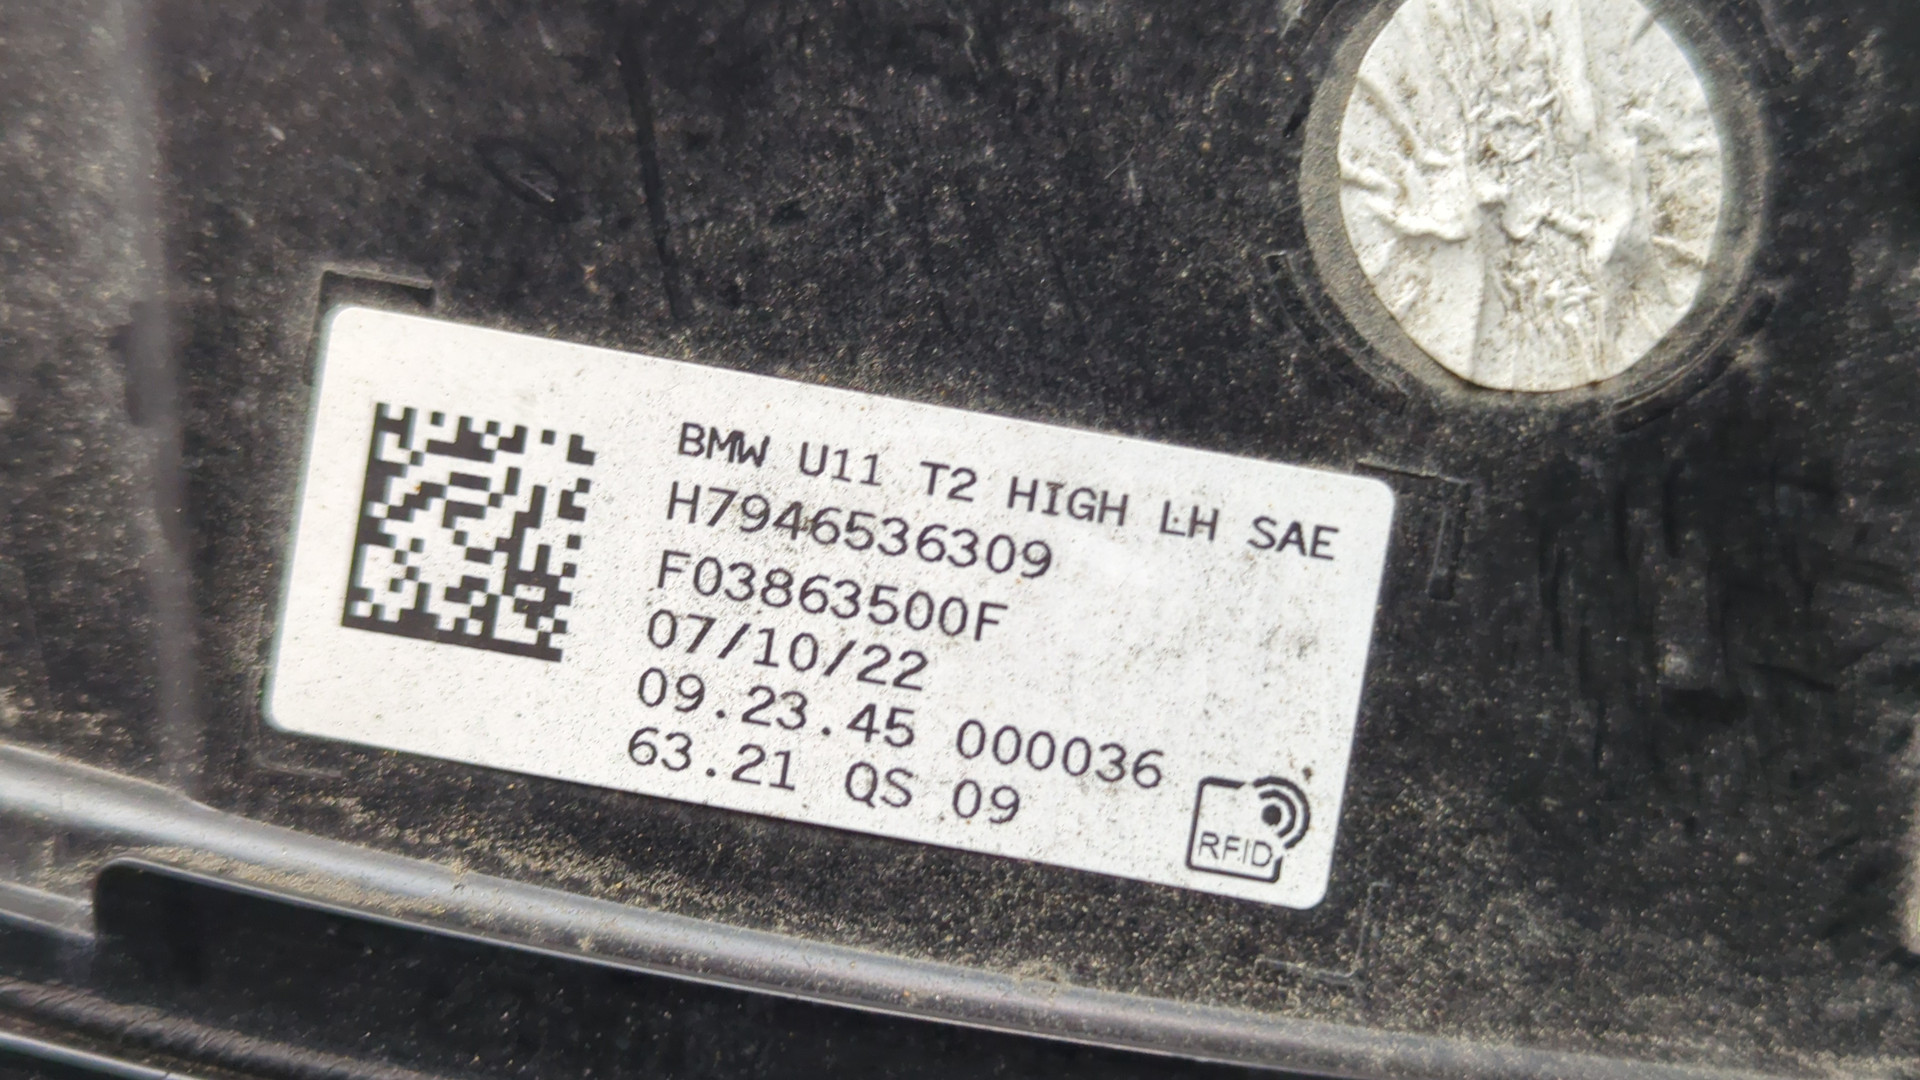 BMW U11 T2 HIGH LH SAE
H7946536309
F03863500F
07/10/22
09.23.45 000036
63.21 QS 09
RFID